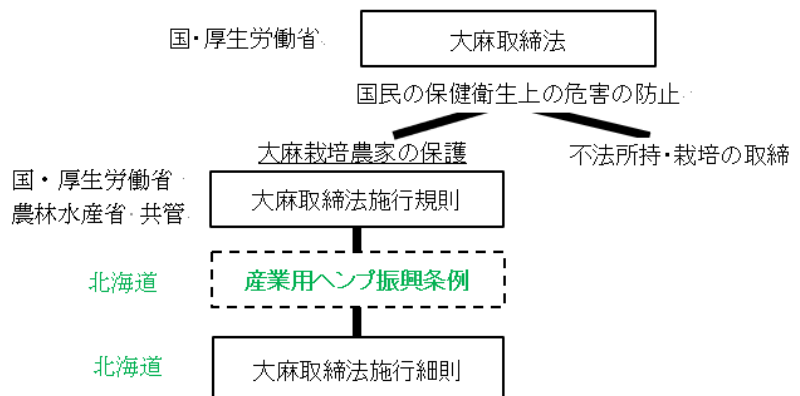 国・厚生労働省
大麻取締法
国民の保健衛生上の危害の防止
大麻栽培農家の保護
不法所持・栽培の取締
国・厚生労働省
農林水産省 共管
大麻取締法施行規則
北海道
産業用ヘンプ振興条例
北海道
大麻取締法施行細則